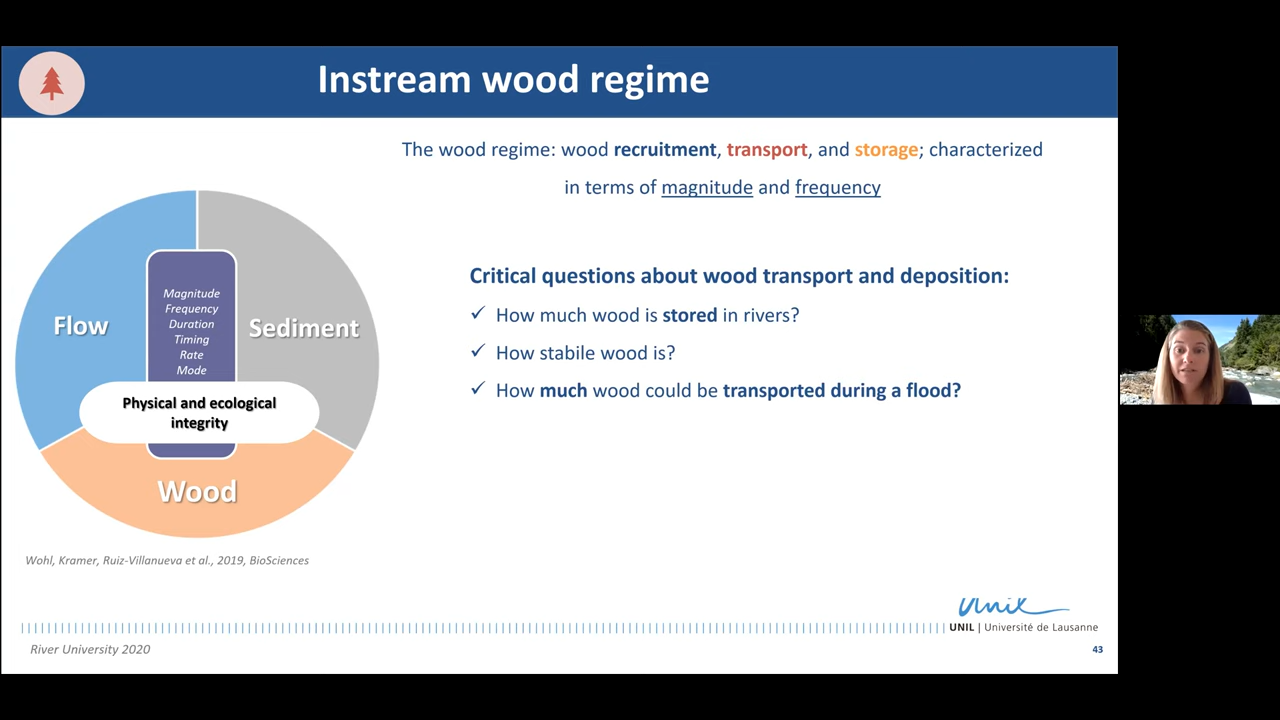 Instream wood regime
The wood regime: wood recruitment, transport, and storage; characterized
in terms of magnitude and frequency
Flow
Sediment
Magnitude
Frequency
Duration
Timing
Rate
Mode
Physical and ecological
integrity
Wood
Wohl, Kramer, Ruiz-Villanueva et al., 2019, BioSciences
Critical questions about wood transport and deposition:
✓ How much wood is stored in rivers?
✓ How stabile wood is?
✓ How much wood could be transported during a flood?
Unil
UNIL | Université de Lausanne
River University 2020
43